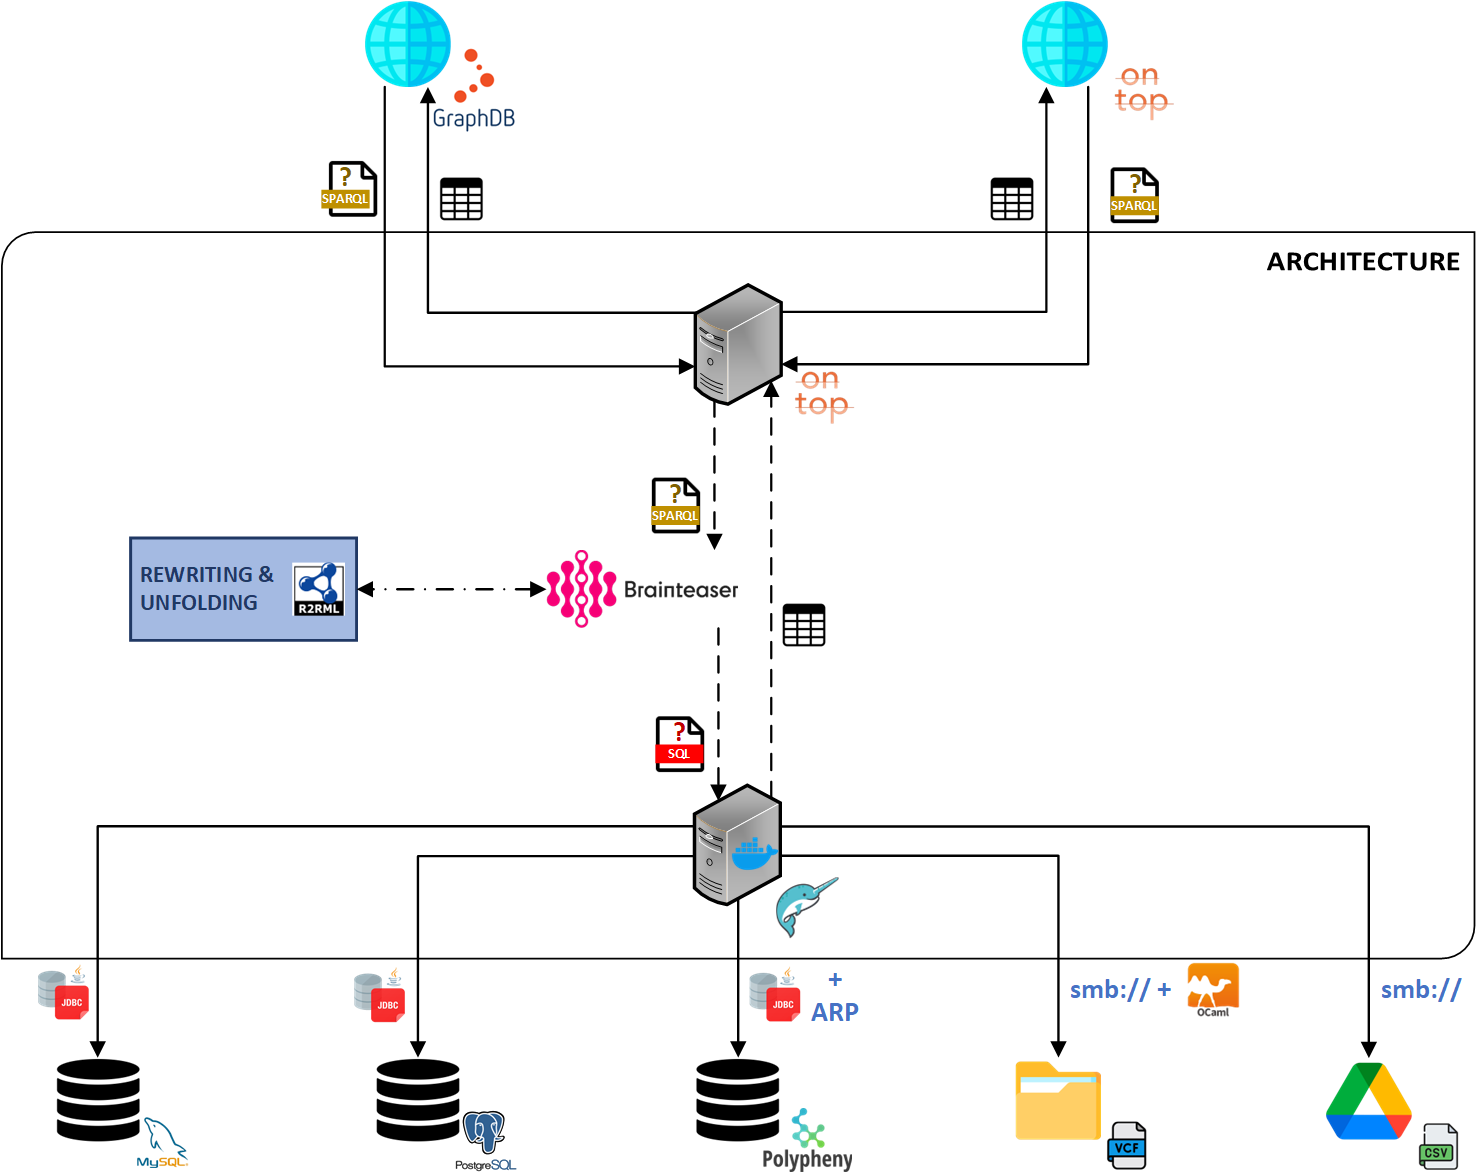 GraphDB
on
top
?
SPARQL
?
SPARQL
ARCHITECTURE
on
top
?
SPARQL
REWRITING &
UNFOLDING
R2RML
Brainteaser
?
SQL
JDBC
JDBC
JDBC
+
ARP
smb:// +
OCaml
smb://
MySQL
PostgreSQL
Polypheny
VCF
CSV